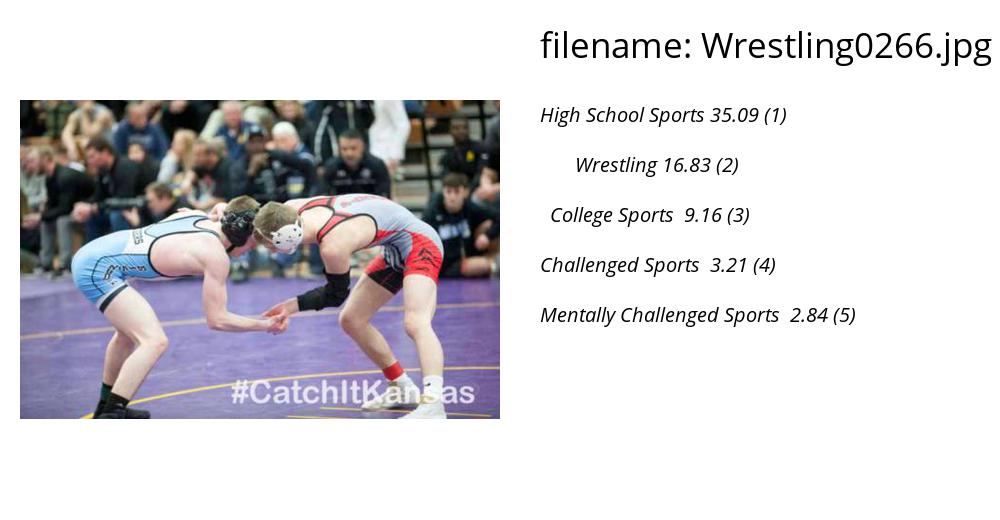 filename: Wrestling0266.jpg
High School Sports 35.09 (1)
Wrestling 16.83 (2)
College Sports 9.16 (3)
Challenged Sports 3.21 (4)
Mentally Challenged Sports 2.84 (5)
#CatchItKansas